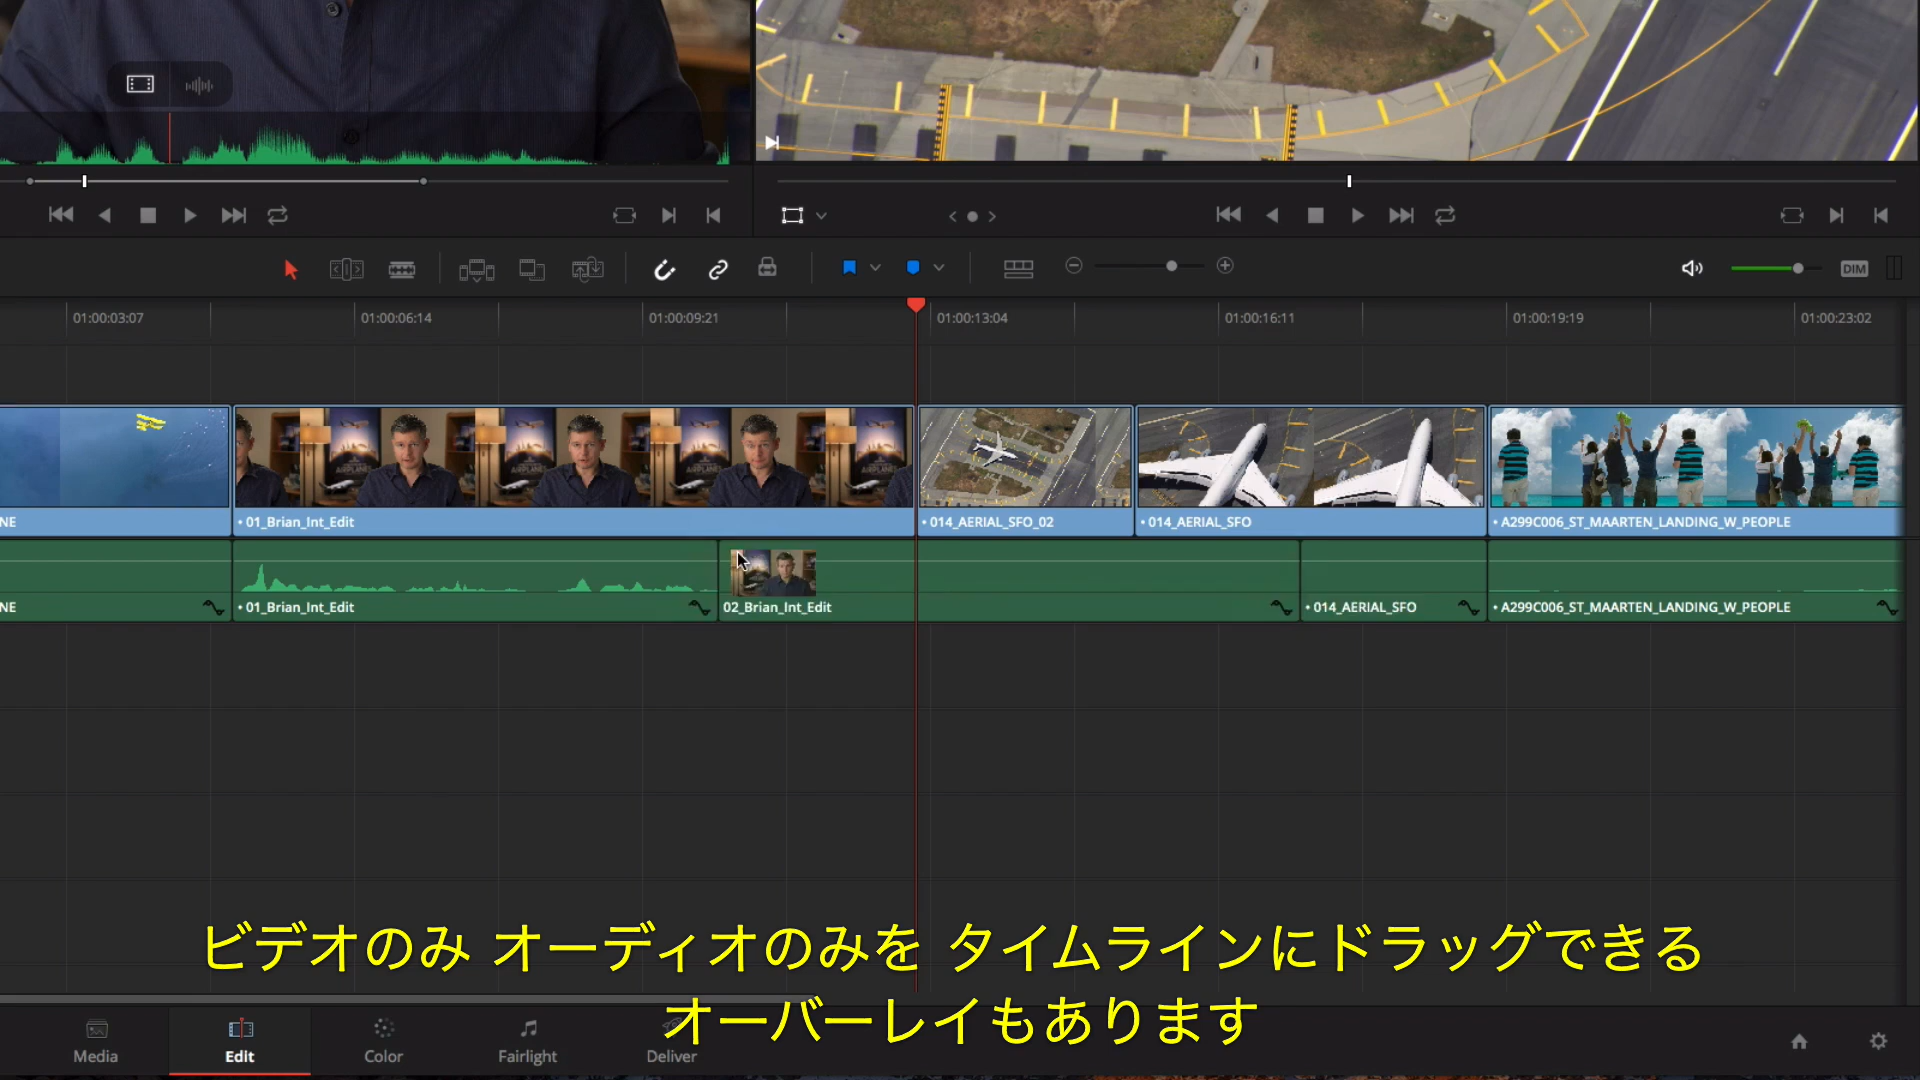 DIM
01:00:03:07
01:00:06:14
01:00:09:21
01:00:13:04
01:00:16:11
01:00:19:19
01:00:23:02
NE
• 01_Brian_Int_Edit
• 014_AERIAL_SFO_02
• 014_AERIAL_SFO
• A299C006_ST_MAARTEN_LANDING_W_PEOPLE
NE
• 01_Brian_Int_Edit
02_Brian_Int_Edit
• 014_AERIAL_SFO
• A299C006_ST_MAARTEN_LANDING_W_PEOPLE
ビデオのみ オーディオのみを タイムラインにドラッグできる
オーバーレイもあります
Media
Edit
Color
Fairlight
Deliver